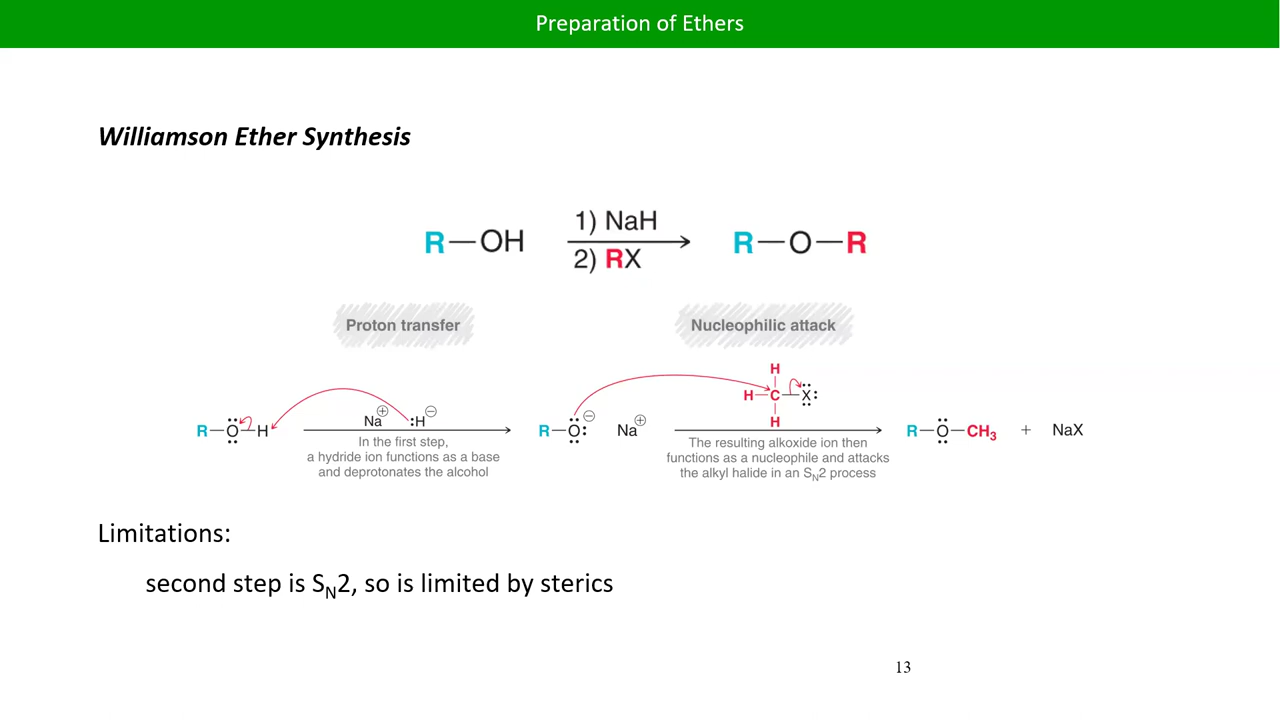 Preparation of Ethers
Williamson Ether Synthesis
R—OH
1) NaH
2) RX
R—O—R
Proton transfer
Nucleophilic attack
R—O—H
Na⊕ :H⊖
In the first step,
a hydride ion functions as a base
and deprotonates the alcohol
R—O:⊖ Na⊕
H
H—C—X:
H
The resulting alkoxide ion then
functions as a nucleophile and attacks
the alkyl halide in an SN2 process
R—O—CH3 + NaX
Limitations:
second step is SN2, so is limited by sterics
13